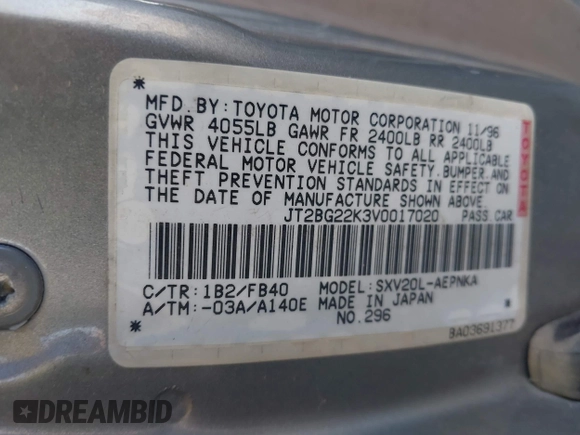 MFD. BY: TOYOTA MOTOR CORPORATION 11/96
GVWR 4055LB GAWR FR 2400LB RR 2400LB
THIS VEHICLE CONFORMS TO ALL APPLICABLE
FEDERAL MOTOR VEHICLE SAFETY, BUMPER, AND
THEFT PREVENTION STANDARDS IN EFFECT ON
THE DATE OF MANUFACTURE SHOWN ABOVE.
JT2BG22K3V0017020 PASS.CAR
TOYOTA
C/TR: 1B2/FB40 MODEL: SXV20L-AEPNKA
A/TM: -03A/A140E MADE IN JAPAN
NO. 296
BA03691377
DREAMBID